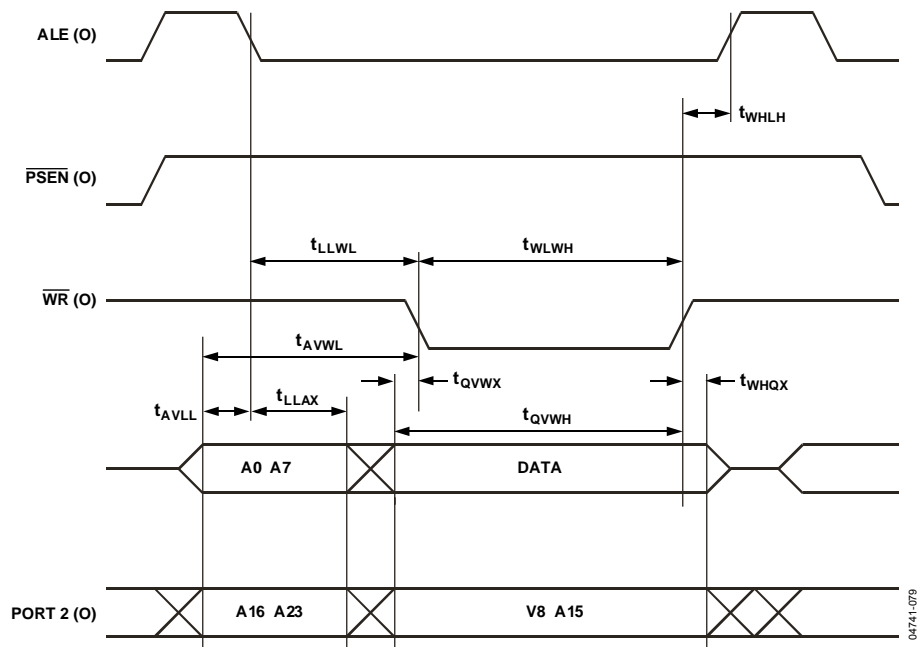 ALE (O)
tWHLH
PSEN (O)
tLLWL
tWLWH
WR (O)
tAVWL
tQVWX
tWHQX
tAVLL
tLLAX
tQVWH
A0 A7
DATA
PORT 2 (O)
A16 A23
V8 A15
04741-079